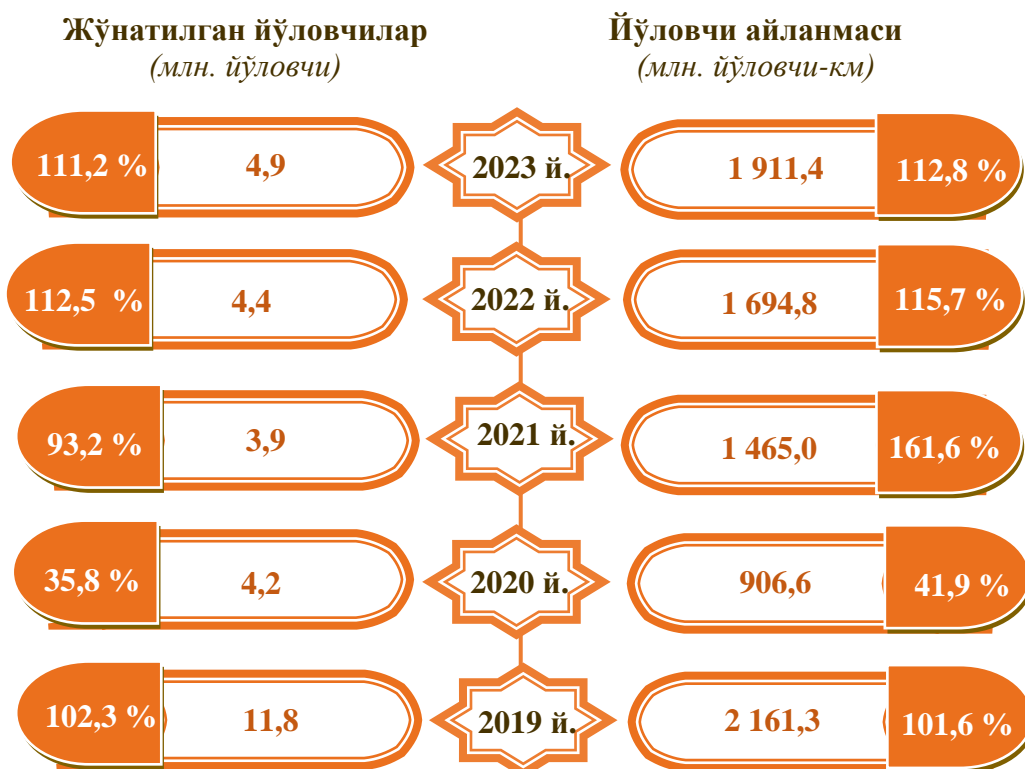 Жўнатилган йўловчилар
(млн. йўловчи)
Йўловчи айланмаси
(млн. йўловчи-км)
111,2 %
4,9
2023 й.
1 911,4
112,8 %
112,5 %
4,4
2022 й.
1 694,8
115,7 %
93,2 %
3,9
2021 й.
1 465,0
161,6 %
35,8 %
4,2
2020 й.
906,6
41,9 %
102,3 %
11,8
2019 й.
2 161,3
101,6 %